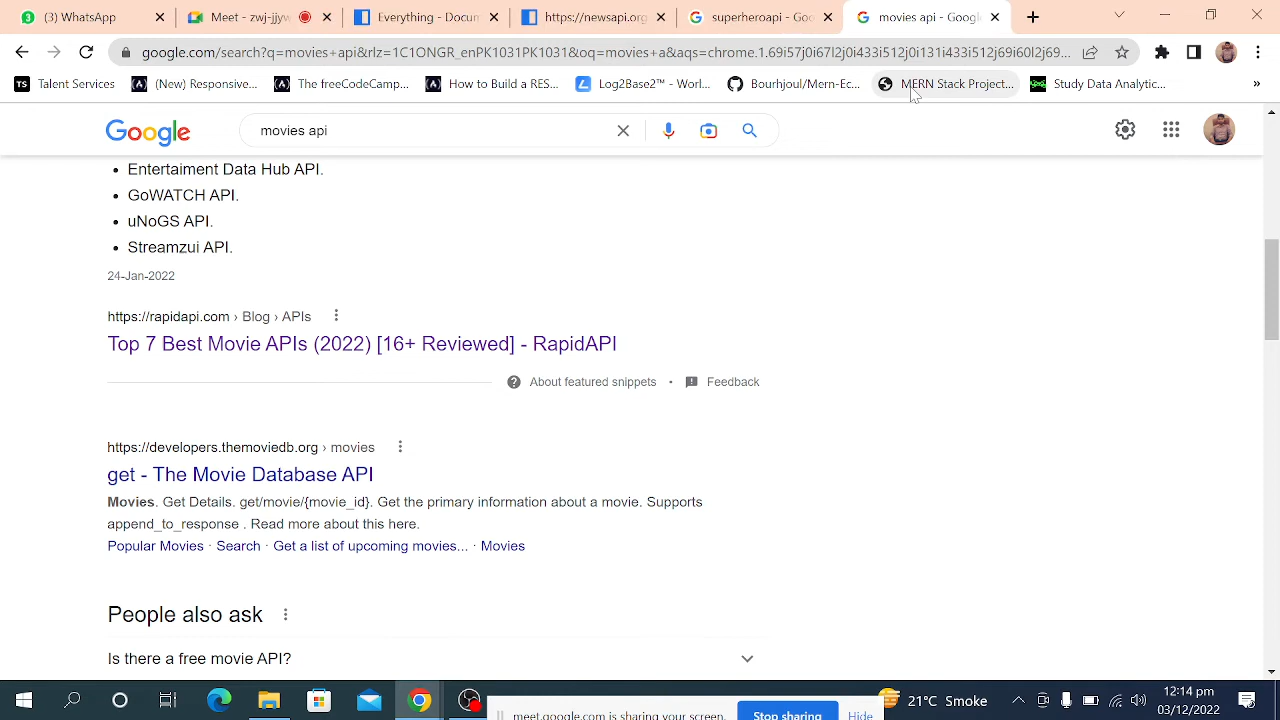 3
(3) WhatsApp
Meet - zwj-jjyw
Everything - Docum
https://newsapi.org
superheroapi - Goo
movies api - Google
google.com/search?q=movies+api&rlz=1C1ONGR_enPK1031PK1031&oq=movies+a&aqs=chrome.1.69i57j0i67l2j0i433i512j0i131i433i512j69i60l2j69...
TS Talent Services
(New) Responsive...
The freeCodeCamp...
How to Build a RES...
Log2Base2™ - Worl...
Bourhjoul/Mern-Ec...
MERN Stack Project...
Study Data Analytic...
»
Google
movies api
Entertaiment Data Hub API.
GoWATCH API.
uNoGS API.
Streamzui API.
24-Jan-2022
https://rapidapi.com › Blog › APIs
Top 7 Best Movie APIs (2022) [16+ Reviewed] - RapidAPI
About featured snippets • Feedback
https://developers.themoviedb.org › movies
get - The Movie Database API
Movies. Get Details. get/movie/{movie_id}. Get the primary information about a movie. Supports
append_to_response . Read more about this here.
Popular Movies · Search · Get a list of upcoming movies... · Movies
People also ask
Is there a free movie API?
meet.google.com is sharing your screen.
Stop sharing
Hide
21°C Smoke
12:14 pm
03/12/2022